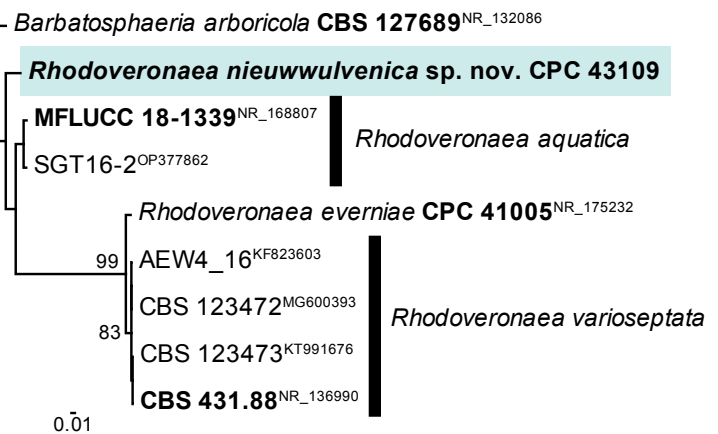 Barbatosphaeria arboricola CBS 127689NR_132086
Rhodoveronaea nieuwwulvenica sp. nov. CPC 43109
MFLUCC 18-1339NR_168807
Rhodoveronaea aquatica
SGT16-2OP377862
Rhodoveronaea everniae CPC 41005NR_175232
99
AEW4_16KF823603
CBS 123472MG600393
Rhodoveronaea varioseptata
83
CBS 123473KT991676
CBS 431.88NR_136990
0.01